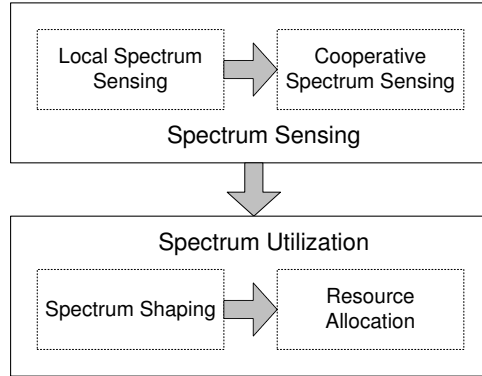 Local Spectrum
Sensing
Cooperative
Spectrum Sensing
Spectrum Sensing
Spectrum Utilization
Spectrum Shaping
Resource
Allocation